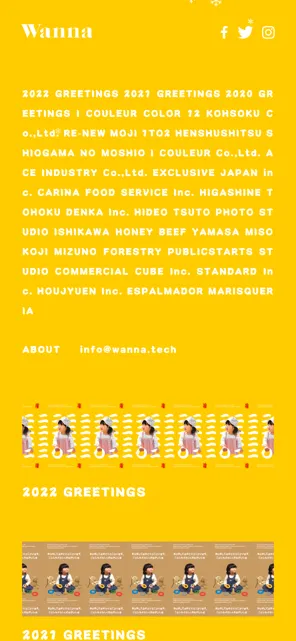 Wanna
2022 GREETINGS 2021 GREETINGS 2020 GR
EETINGS I COULEUR COLOR 12 KOHSOKU C
o.,Ltd. RE-NEW MOJI 1TO2 HENSHUSHITSU S
HIOGAMA NO MOSHIO I COULEUR Co.,Ltd. A
CE INDUSTRY Co.,Ltd. EXCLUSIVE JAPAN in
c. CARINA FOOD SERVICE Inc. HIGASHINE T
OHOKU DENKA Inc. HIDEO TSUTO PHOTO ST
UDIO ISHIKAWA HONEY BEEF YAMASA MISO
KOJI MIZUNO FORESTRY PUBLICSTARTS ST
UDIO COMMERCIAL CUBE Inc. STANDARD In
c. HOUJYUEN Inc. ESPALMADOR MARISQUER
IA
ABOUT info@wanna.tech
2022 GREETINGS
2021 GREETINGS